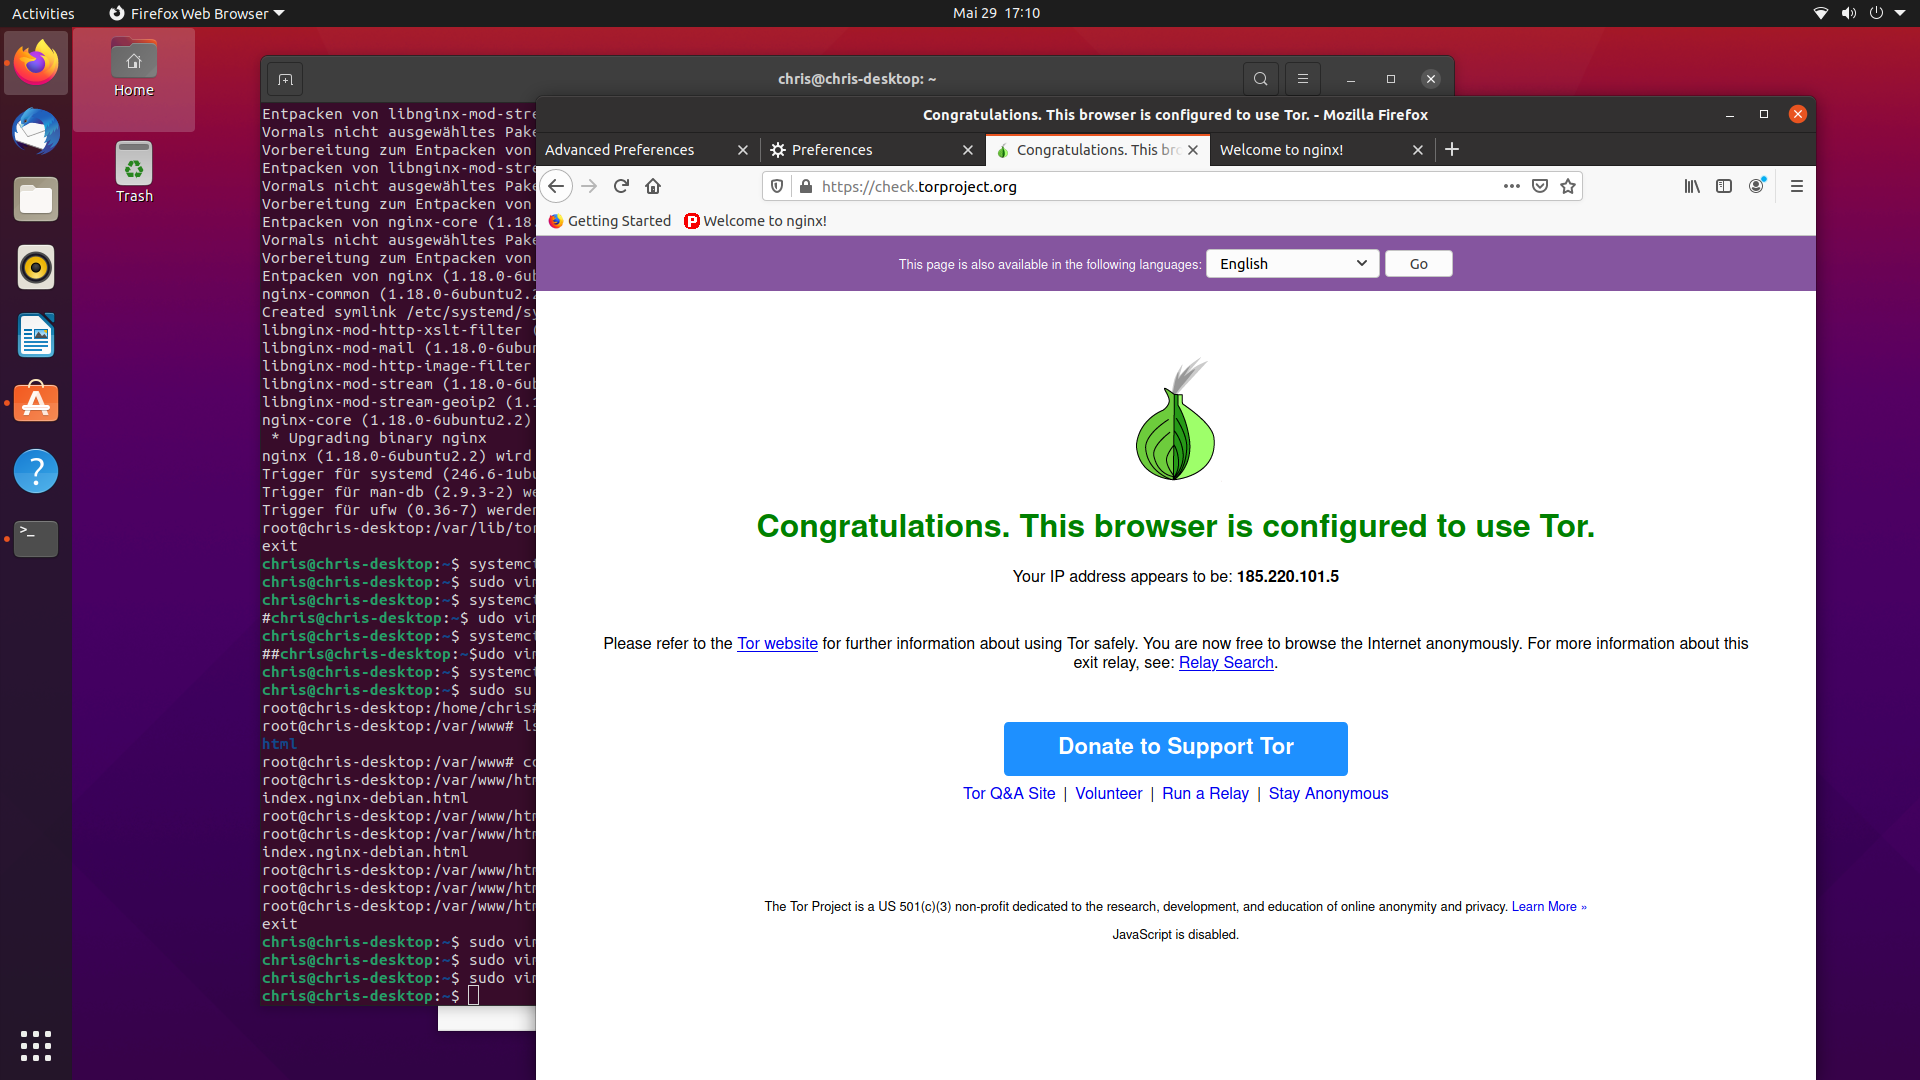 Activities
Firefox Web Browser
Mai 29 17:10
Home
Trash
chris@chris-desktop: ~
Entpacken von libnginx-mod-stre
Vormals nicht ausgewähltes Pake
Vorbereitung zum Entpacken von
Entpacken von libnginx-mod-stre
Vormals nicht ausgewähltes Pake
Vorbereitung zum Entpacken von
Entpacken von nginx-core (1.18.
Vormals nicht ausgewähltes Pake
Vorbereitung zum Entpacken von
Entpacken von nginx (1.18.0-6ub
nginx-common (1.18.0-6ubuntu2.2
Created symlink /etc/systemd/sy
libnginx-mod-http-xslt-filter (
libnginx-mod-mail (1.18.0-6ubun
libnginx-mod-http-image-filter
libnginx-mod-stream (1.18.0-6ub
libnginx-mod-stream-geoip2 (1.1
nginx-core (1.18.0-6ubuntu2.2)
* Upgrading binary nginx
nginx (1.18.0-6ubuntu2.2) wird
Trigger für systemd (246.6-1ubu
Trigger für man-db (2.9.3-2) we
Trigger für ufw (0.36-7) werden
root@chris-desktop:/var/lib/tor
exit
chris@chris-desktop:~$ systemct
chris@chris-desktop:~$ sudo vim
chris@chris-desktop:~$ systemct
#chris@chris-desktop:~$ udo vim
chris@chris-desktop:~$ systemct
##chris@chris-desktop:~$sudo vim
chris@chris-desktop:~$ systemct
chris@chris-desktop:~$ sudo su
root@chris-desktop:/home/chris#
root@chris-desktop:/var/www# ls
html
root@chris-desktop:/var/www# cd
root@chris-desktop:/var/www/htm
index.nginx-debian.html
root@chris-desktop:/var/www/htm
root@chris-desktop:/var/www/htm
index.nginx-debian.html
root@chris-desktop:/var/www/htm
root@chris-desktop:/var/www/htm
root@chris-desktop:/var/www/htm
exit
chris@chris-desktop:~$ sudo vim
chris@chris-desktop:~$ sudo vim
chris@chris-desktop:~$ sudo vim
chris@chris-desktop:~$
Congratulations. This browser is configured to use Tor. - Mozilla Firefox
Advanced Preferences
Preferences
Congratulations. This bro
Welcome to nginx!
https://check.torproject.org
Getting Started
Welcome to nginx!
This page is also available in the following languages:
English
Go
Congratulations. This browser is configured to use Tor.
Your IP address appears to be: 185.220.101.5
Please refer to the Tor website for further information about using Tor safely. You are now free to browse the Internet anonymously. For more information about this
exit relay, see: Relay Search.
Donate to Support Tor
Tor Q&A Site | Volunteer | Run a Relay | Stay Anonymous
The Tor Project is a US 501(c)(3) non-profit dedicated to the research, development, and education of online anonymity and privacy. Learn More »
JavaScript is disabled.